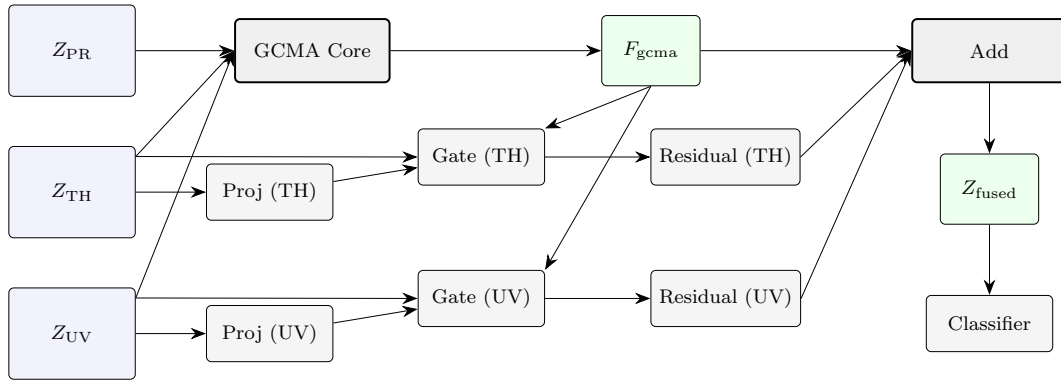 Z_PR
GCMA Core
F_gcma
Add
Z_TH
Proj (TH)
Gate (TH)
Residual (TH)
Z_fused
Z_UV
Proj (UV)
Gate (UV)
Residual (UV)
Classifier